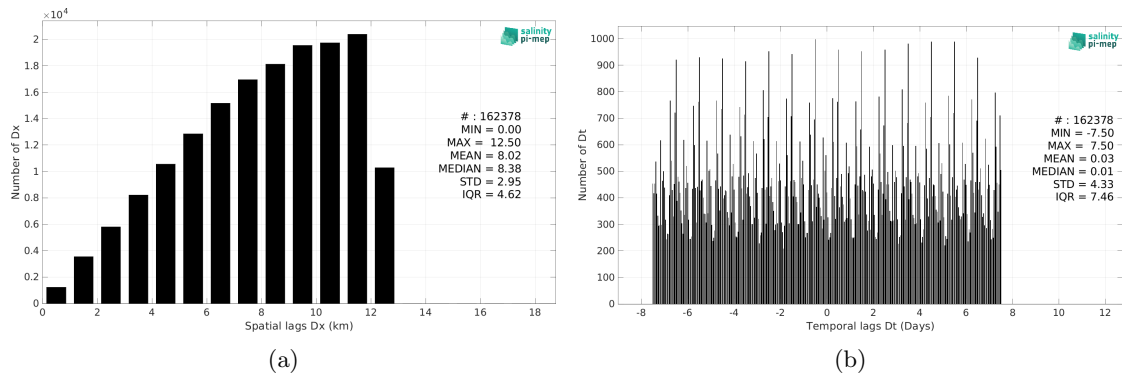 ×10^4
2
1.8
1.6
1.4
1.2
1
0.8
0.6
0.4
0.2
0
Number of Dx
0 2 4 6 8 10 12 14 16 18
Spatial lags Dx (km)
salinity
pi-mep
# : 162378
MIN = 0.00
MAX = 12.50
MEAN = 8.02
MEDIAN = 8.38
STD = 2.95
IQR = 4.62
(a)
1000
900
800
700
600
500
400
300
200
100
0
Number of Dt
-8 -6 -4 -2 0 2 4 6 8 10 12
Temporal lags Dt (Days)
salinity
pi-mep
# : 162378
MIN = -7.50
MAX = 7.50
MEAN = 0.03
MEDIAN = 0.01
STD = 4.33
IQR = 7.46
(b)